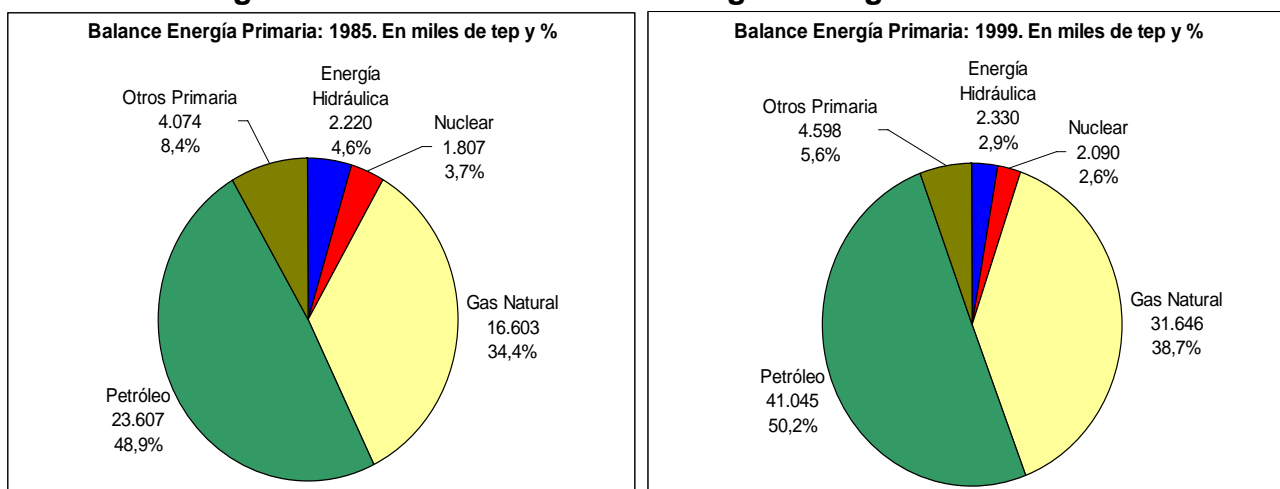 Balance Energía Primaria: 1985. En miles de tep y %
Energía
Hidráulica
2.220
4,6%
Nuclear
1.807
3,7%
Gas Natural
16.603
34,4%
Petróleo
23.607
48,9%
Otros Primaria
4.074
8,4%
Balance Energía Primaria: 1999. En miles de tep y %
Energía
Hidráulica
2.330
2,9%
Nuclear
2.090
2,6%
Gas Natural
31.646
38,7%
Petróleo
41.045
50,2%
Otros Primaria
4.598
5,6%